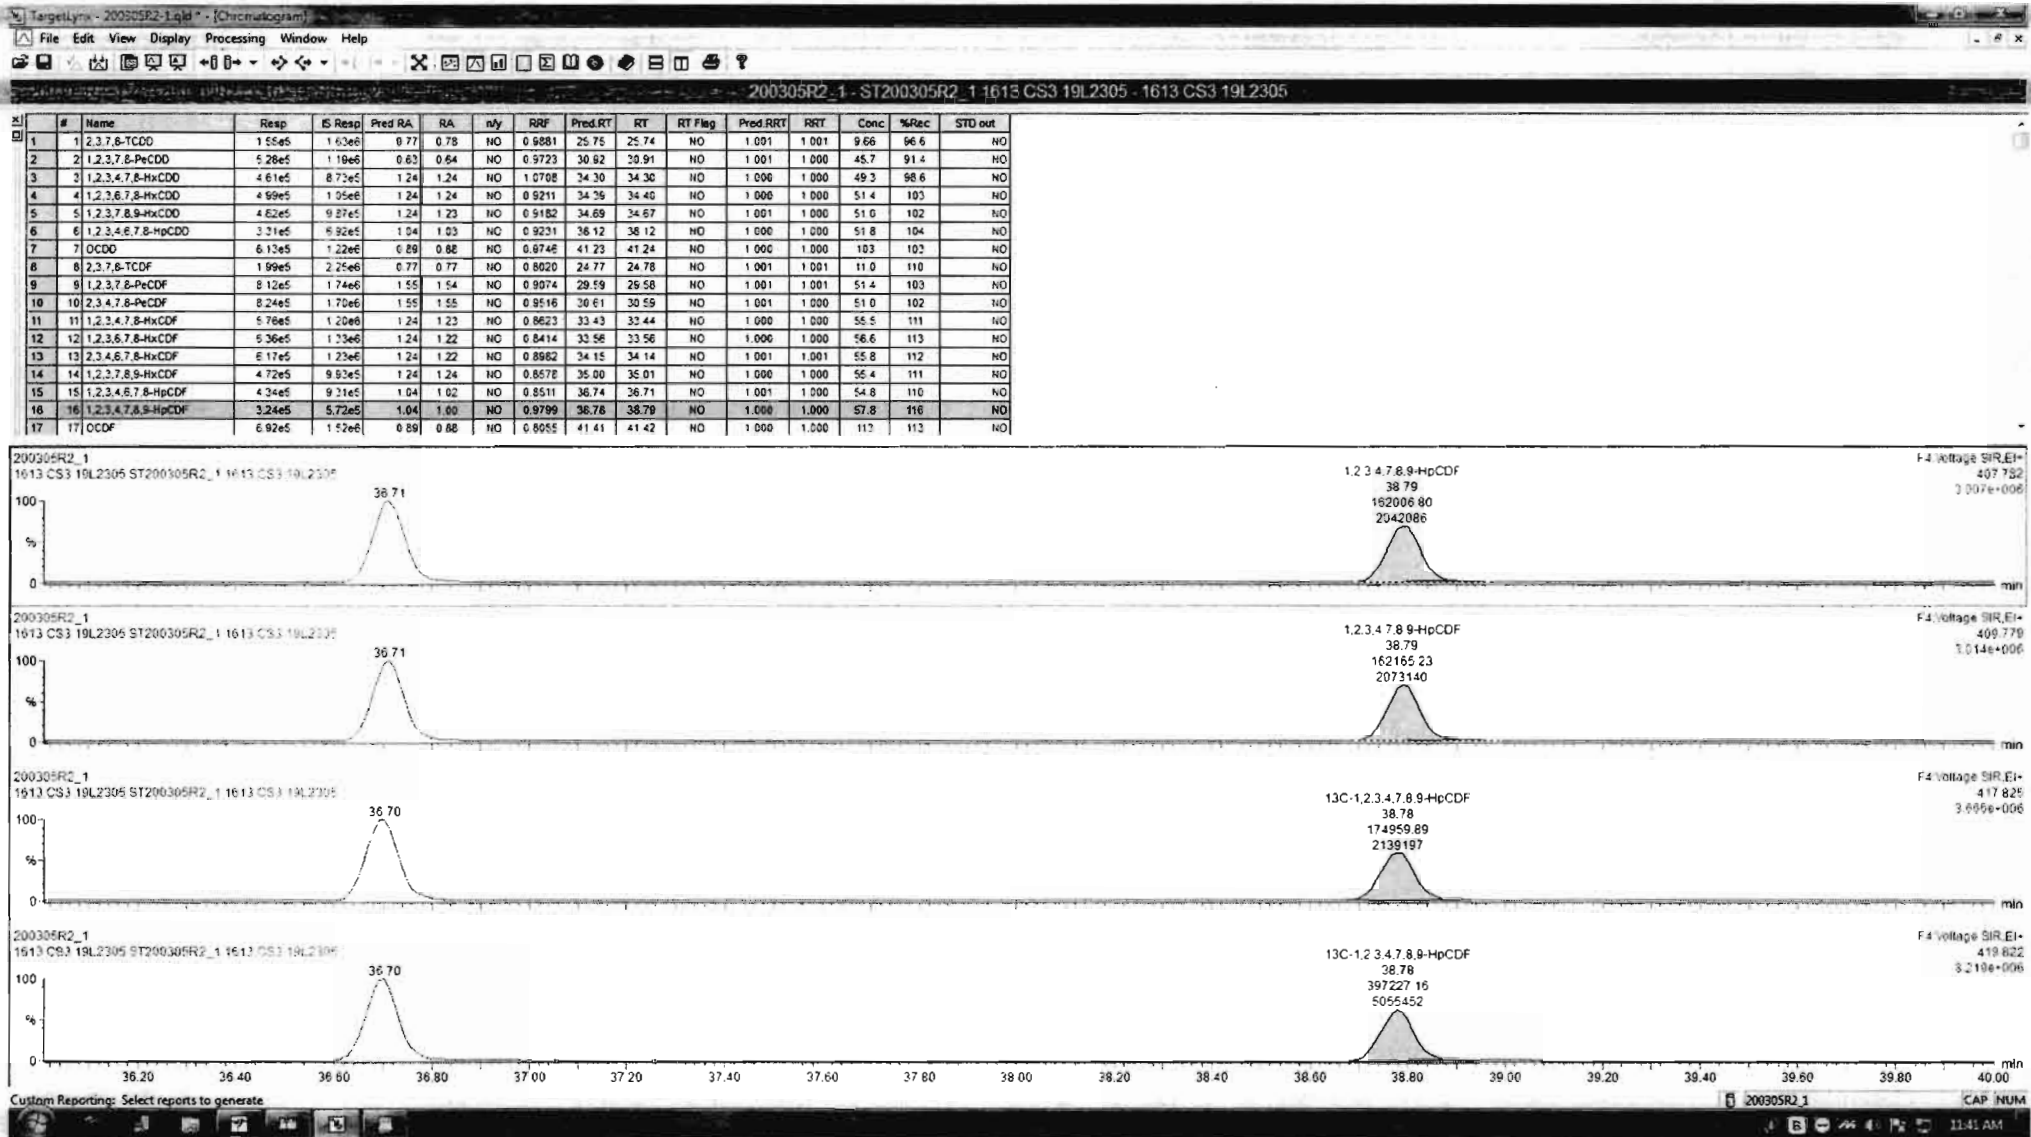 TargetLynx - 200305R2-1.qld * - [Chromatogram]
File Edit View Display Processing Window Help
200305R2_1 - ST200305R2_1 1613 CS3 19L2305 - 1613 CS3 19L2305
# Name Resp IS Resp Pred RA RA n/y RRF Pred.RT RT RT Flag Pred.RRT RRT Conc %Rec STD out
1 1 2,3,7,8-TCDD 1.55e5 1.63e6 0.77 0.78 NO 0.9881 25.75 25.74 NO 1.001 1.001 9.66 96.6 NO
2 2 1,2,3,7,8-PeCDD 5.28e5 1.19e6 0.63 0.64 NO 0.9723 30.92 30.91 NO 1.001 1.000 45.7 91.4 NO
3 3 1,2,3,4,7,8-HxCDD 4.61e5 8.73e5 1.24 1.24 NO 1.0708 34.30 34.30 NO 1.000 1.000 49.3 98.6 NO
4 4 1,2,3,6,7,8-HxCDD 4.99e5 1.05e6 1.24 1.24 NO 0.9211 34.39 34.40 NO 1.000 1.000 51.4 103 NO
5 5 1,2,3,7,8,9-HxCDD 4.62e5 9.87e5 1.24 1.23 NO 0.9182 34.69 34.67 NO 1.001 1.000 51.0 102 NO
6 6 1,2,3,4,6,7,8-HpCDD 3.31e5 6.92e5 1.04 1.03 NO 0.9231 38.12 38.12 NO 1.000 1.000 51.8 104 NO
7 7 OCDD 6.13e5 1.22e6 0.89 0.88 NO 0.9746 41.23 41.24 NO 1.000 1.000 103 103 NO
8 8 2,3,7,8-TCDF 1.99e5 2.25e6 0.77 0.77 NO 0.8020 24.77 24.78 NO 1.001 1.001 11.0 110 NO
9 9 1,2,3,7,8-PeCDF 8.12e5 1.74e6 1.55 1.54 NO 0.9074 29.59 29.58 NO 1.001 1.000 51.4 103 NO
10 10 2,3,4,7,8-PeCDF 8.24e5 1.70e6 1.55 1.55 NO 0.9516 30.61 30.59 NO 1.001 1.000 51.0 102 NO
11 11 1,2,3,4,7,8-HxCDF 5.76e5 1.20e6 1.24 1.23 NO 0.8623 33.43 33.44 NO 1.000 1.000 55.5 111 NO
12 12 1,2,3,6,7,8-HxCDF 6.36e5 1.33e6 1.24 1.22 NO 0.8414 33.56 33.56 NO 1.000 1.000 56.6 113 NO
13 13 2,3,4,6,7,8-HxCDF 6.17e5 1.23e6 1.24 1.22 NO 0.8982 34.15 34.14 NO 1.001 1.001 55.8 112 NO
14 14 1,2,3,7,8,9-HxCDF 4.72e5 9.93e5 1.24 1.24 NO 0.8578 35.00 35.01 NO 1.000 1.000 55.4 111 NO
15 15 1,2,3,4,6,7,8-HpCDF 4.34e5 9.31e5 1.04 1.02 NO 0.8511 36.74 36.71 NO 1.001 1.000 54.8 110 NO
16 16 1,2,3,4,7,8,9-HpCDF 3.24e5 5.72e5 1.04 1.00 NO 0.9799 38.78 38.79 NO 1.000 1.000 57.8 116 NO
17 17 OCDF 6.92e5 1.52e6 0.89 0.88 NO 0.8055 41.41 41.42 NO 1.000 1.000 113 113 NO
200305R2_1
1613 CS3 19L2305 ST200305R2_1 1613 CS3 19L2305
F4:Voltage SIR,EI+
407.782
3.007e+006
1,2,3,4,7,8,9-HpCDF
38.79
162006.80
2042086
36.71
100
%
0
min
200305R2_1
1613 CS3 19L2305 ST200305R2_1 1613 CS3 19L2305
F4:Voltage SIR,EI+
409.779
3.014e+006
1,2,3,4,7,8,9-HpCDF
38.79
162165.23
2073140
36.71
100
%
0
min
200305R2_1
1613 CS3 19L2305 ST200305R2_1 1613 CS3 19L2305
F4:Voltage SIR,EI+
417.825
13C-1,2,3,4,7,8,9-HpCDF
38.78
174959.89
2139197
36.70
100
%
0
min
200305R2_1
1613 CS3 19L2305 ST200305R2_1 1613 CS3 19L2305
F4:Voltage SIR,EI+
419.822
8.219e+006
13C-1,2,3,4,7,8,9-HpCDF
38.78
397227.16
5055452
36.70
100
%
0
min
36.20 36.40 36.60 36.80 37.00 37.20 37.40 37.60 37.80 38.00 38.20 38.40 38.60 38.80 39.00 39.20 39.40 39.60 39.80 40.00
Custom Reporting: Select reports to generate
200305R2_1 CAP NUM
11:41 AM